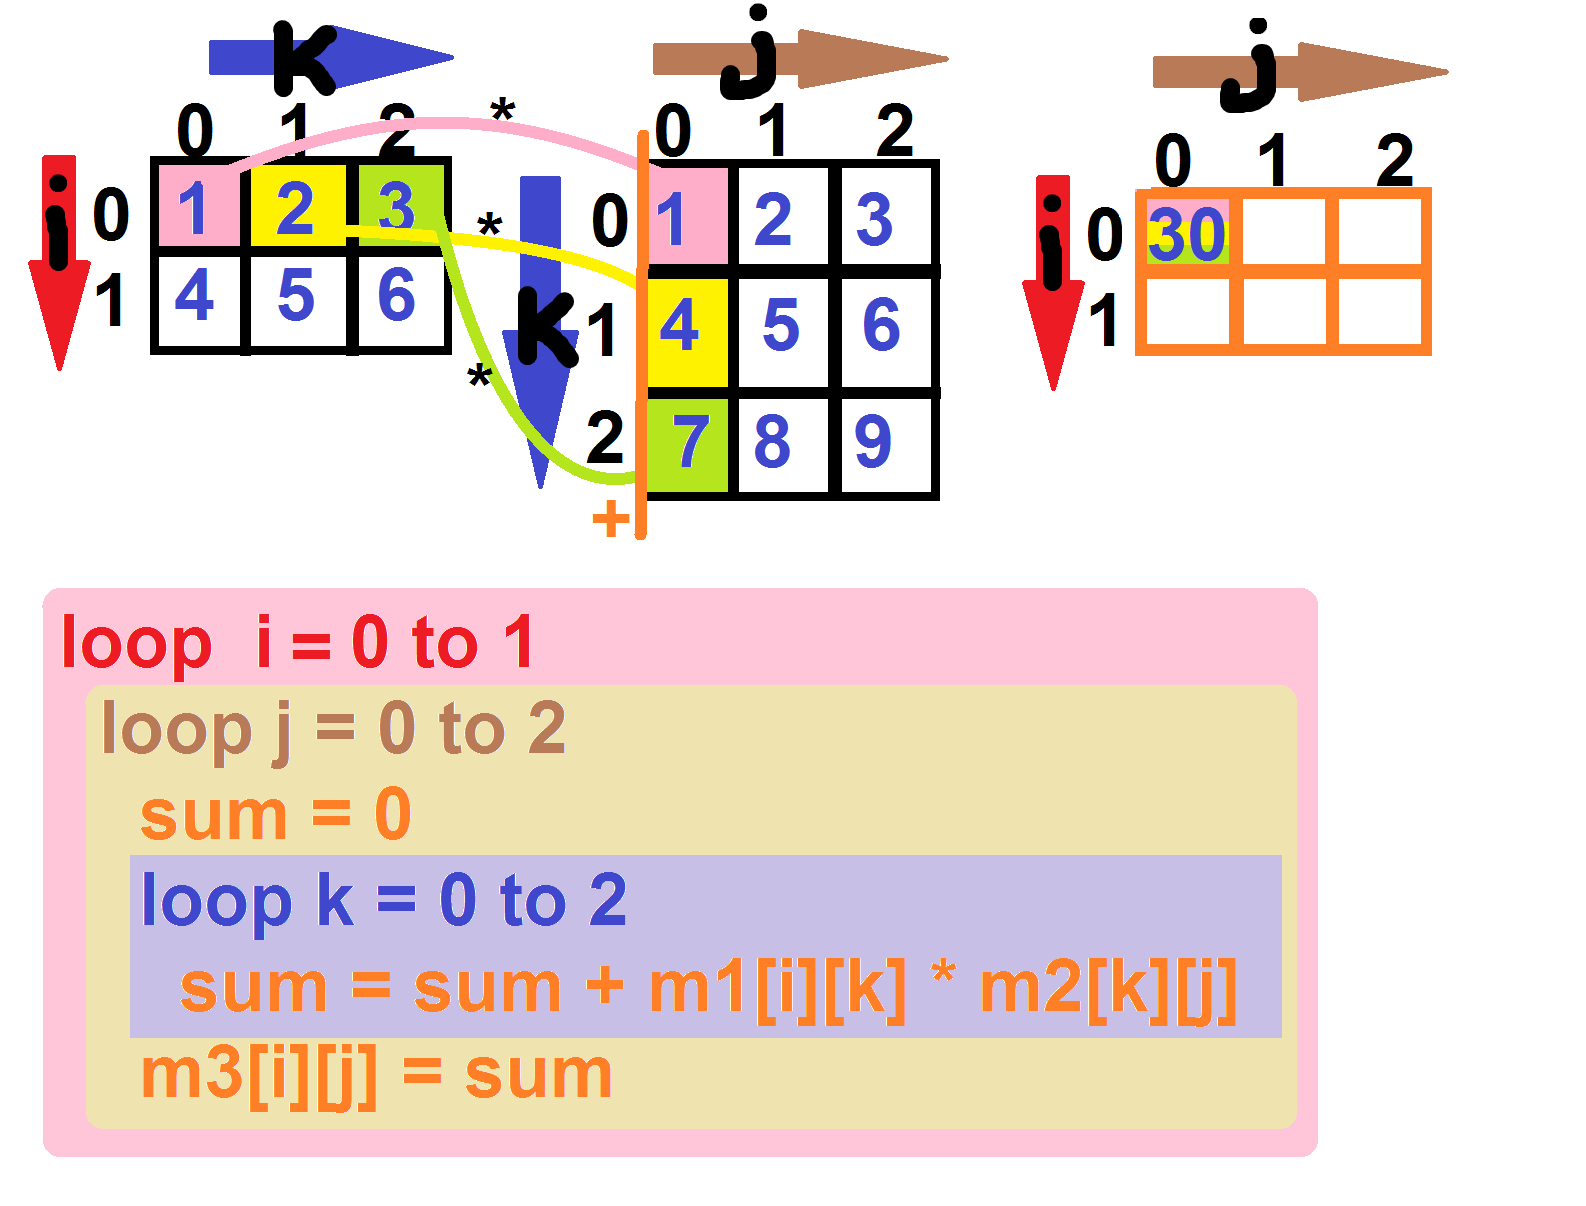 k j j
0 1 2 * 0 1 2 0 1 2
i 0 1 2 3 * 0 1 2 3 i 0 30
1 4 5 6 k 1 4 5 6 1
* 2 7 8 9
+
loop i = 0 to 1
loop j = 0 to 2
sum = 0
loop k = 0 to 2
sum = sum + m1[i][k] * m2[k][j]
m3[i][j] = sum